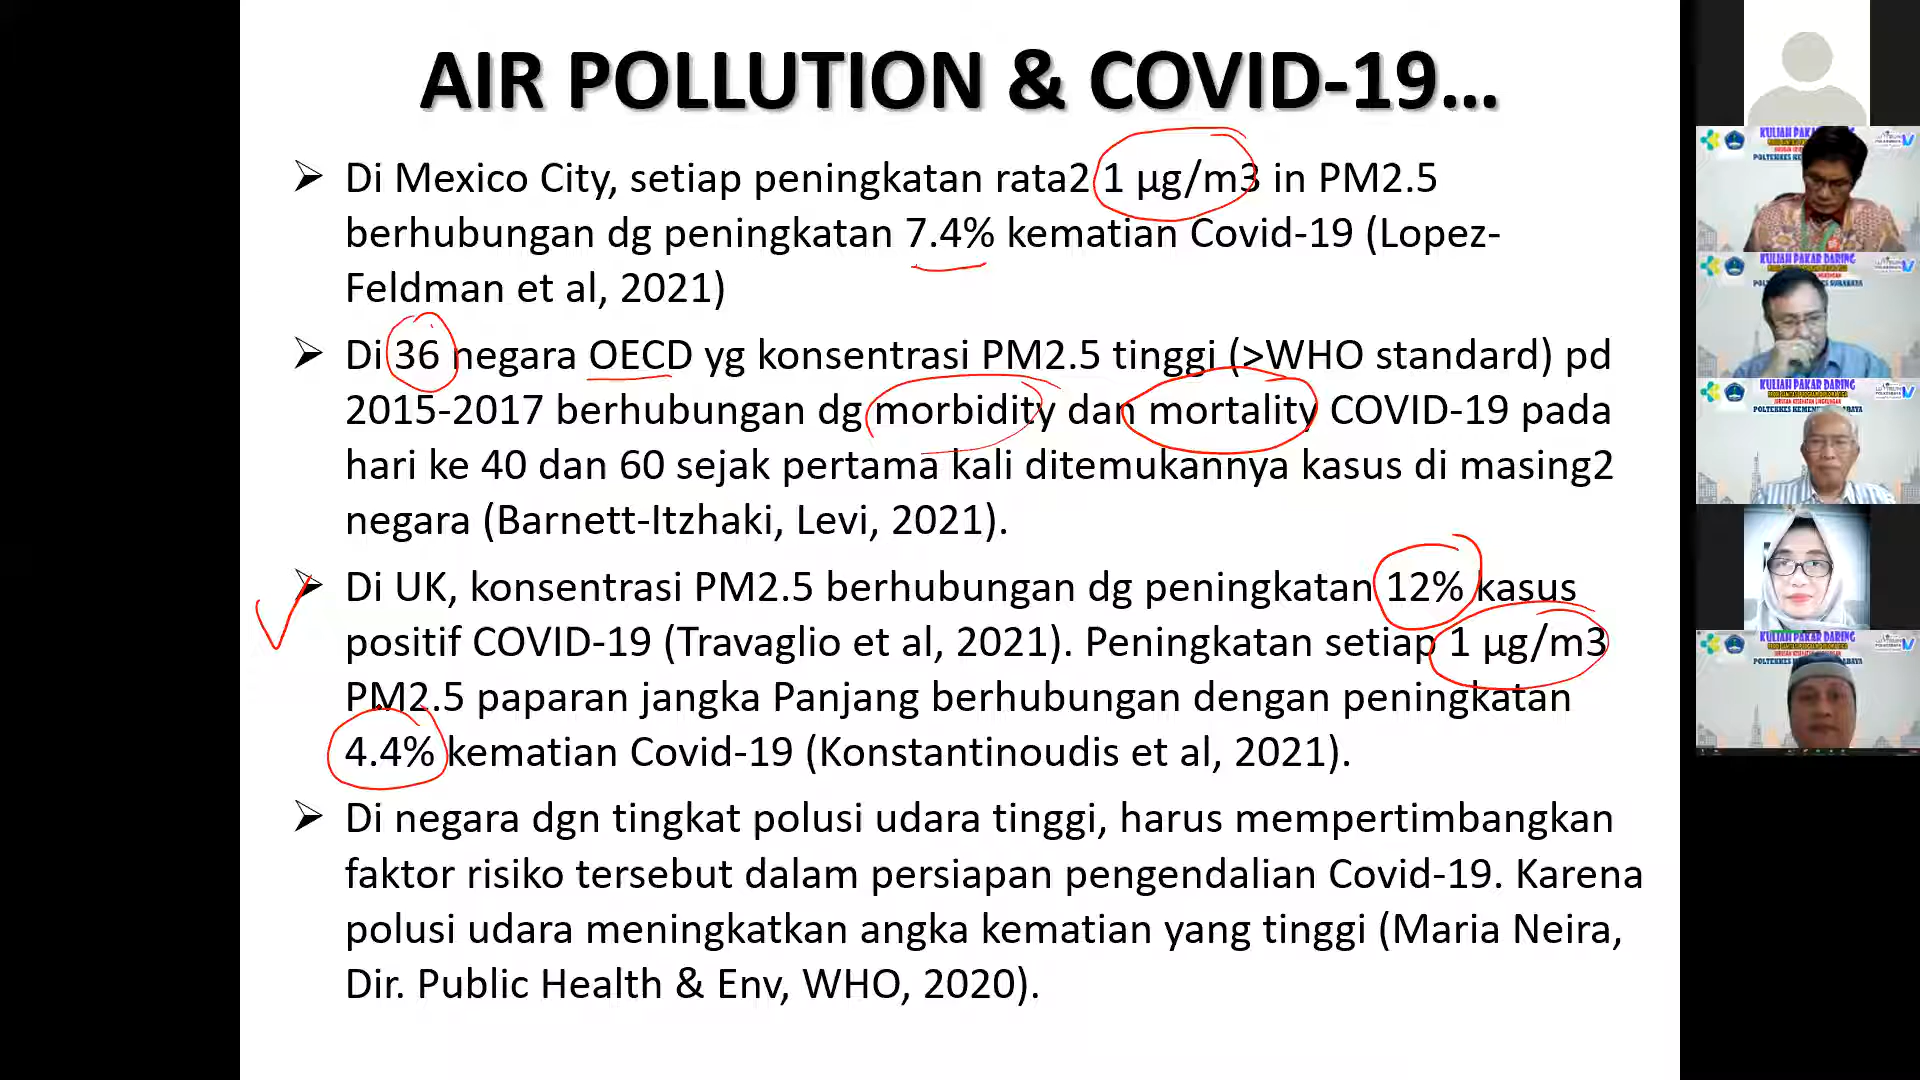 AIR POLLUTION & COVID-19...
Di Mexico City, setiap peningkatan rata2 1 µg/m3 in PM2.5
berhubungan dg peningkatan 7.4% kematian Covid-19 (Lopez-
Feldman et al, 2021)
Di 36 negara OECD yg konsentrasi PM2.5 tinggi (>WHO standard) pd
2015-2017 berhubungan dg morbidity dan mortality COVID-19 pada
hari ke 40 dan 60 sejak pertama kali ditemukannya kasus di masing2
negara (Barnett-Itzhaki, Levi, 2021).
Di UK, konsentrasi PM2.5 berhubungan dg peningkatan 12% kasus
positif COVID-19 (Travaglio et al, 2021). Peningkatan setiap 1 µg/m3
PM2.5 paparan jangka Panjang berhubungan dengan peningkatan
4.4% kematian Covid-19 (Konstantinoudis et al, 2021).
Di negara dgn tingkat polusi udara tinggi, harus mempertimbangkan
faktor risiko tersebut dalam persiapan pengendalian Covid-19. Karena
polusi udara meningkatkan angka kematian yang tinggi (Maria Neira,
Dir. Public Health & Env, WHO, 2020).
KULIAH PAKAR
KULIAH PAKAR DARING
KULIAH PAKAR DARING
KULIAH PAKAR DARING